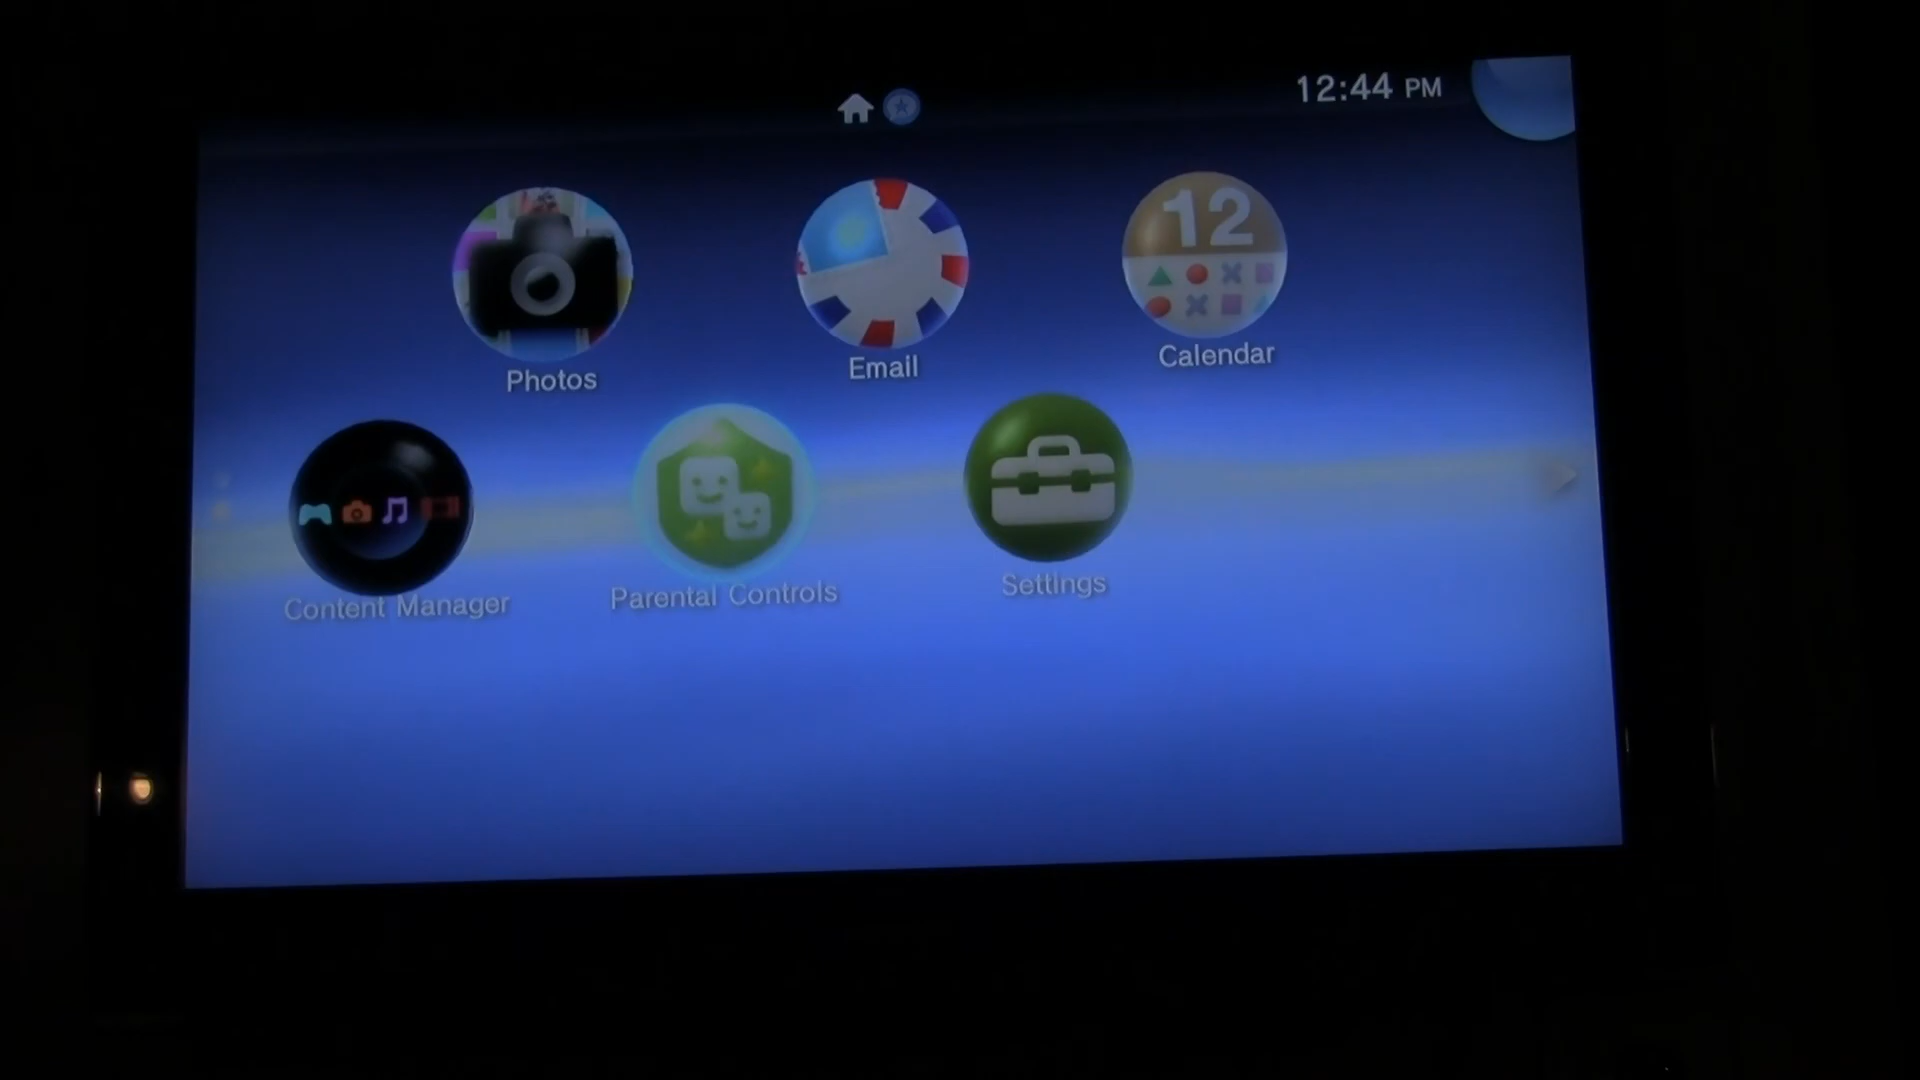 12:44 PM
12
Photos
Email
Calendar
Content Manager
Parental Controls
Settings